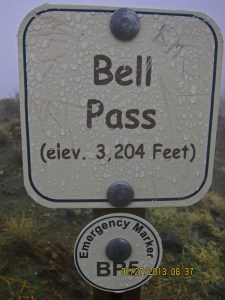 Bell
Pass
(elev. 3,204 Feet)
Emergency Marker
BP5